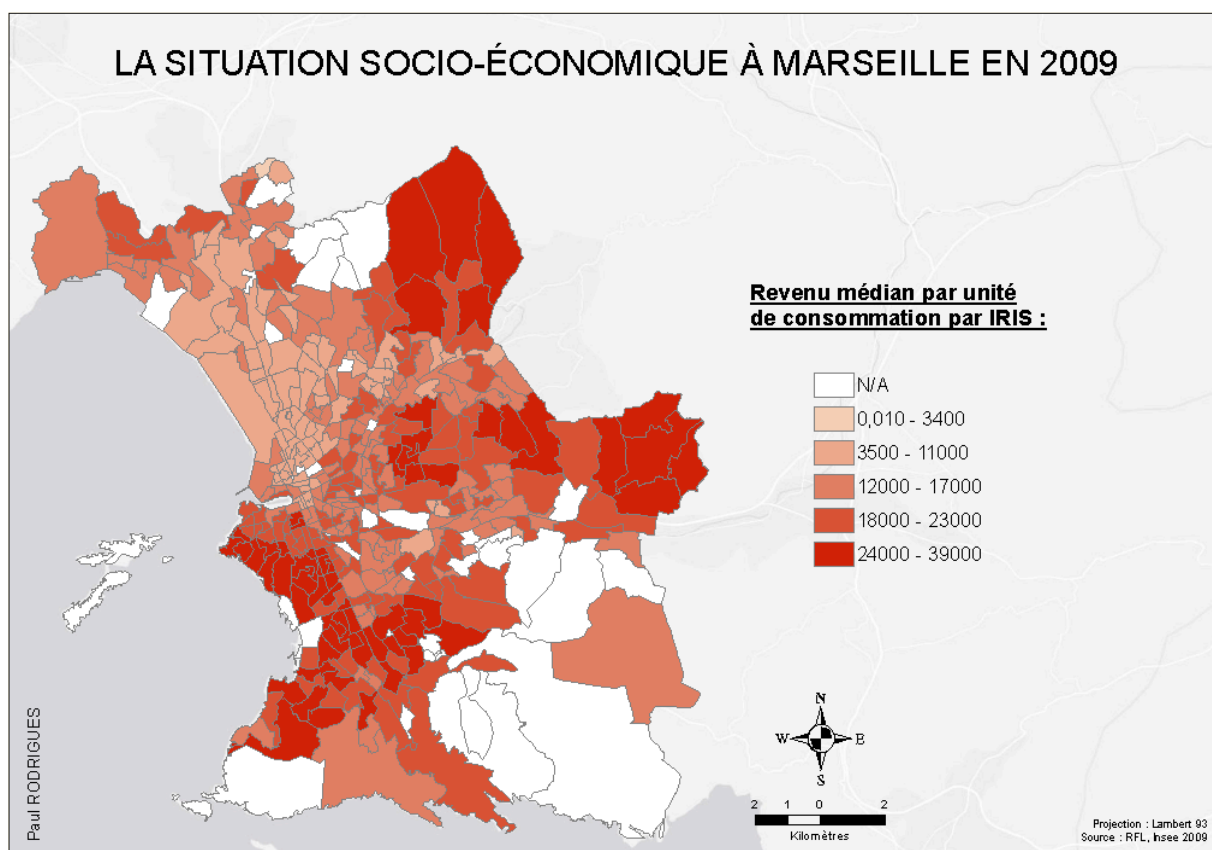 LA SITUATION SOCIO-ÉCONOMIQUE À MARSEILLE EN 2009
Revenu médian par unité
de consommation par IRIS :
N/A
0,010 - 3400
3500 - 11000
12000 - 17000
18000 - 23000
24000 - 39000
N
W E
S
2 1 0 2
Kilomètres
Paul RODRIGUES
Projection : Lambert 93
Source : RFL, Insee 2009